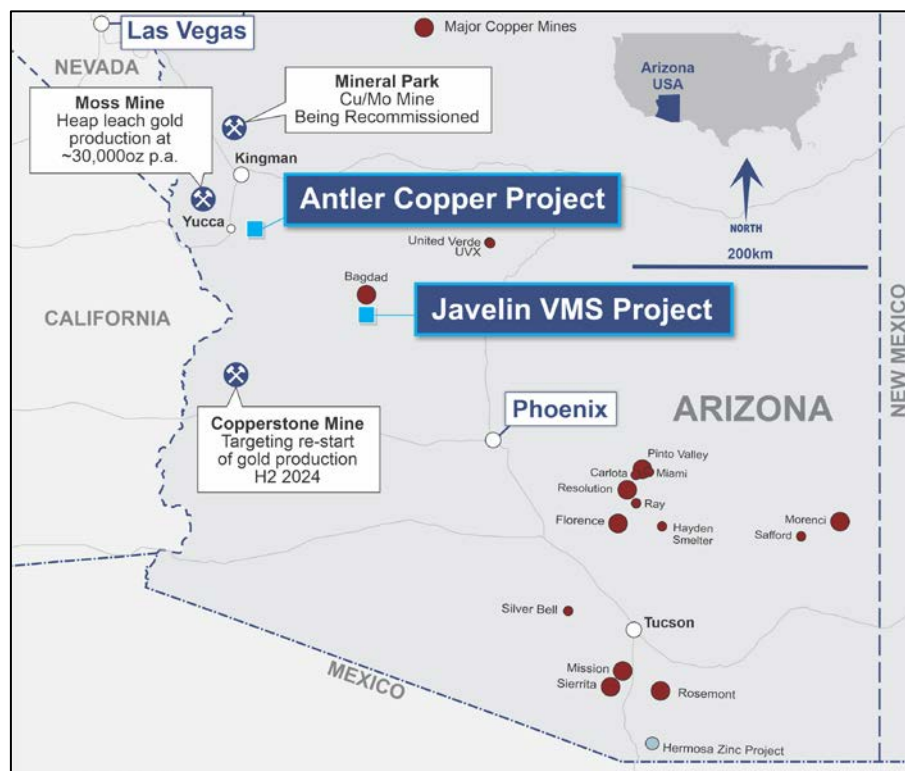 Las Vegas
Major Copper Mines
NEVADA
Arizona
USA
Mineral Park
Cu/Mo Mine
Being Recommissioned
Moss Mine
Heap leach gold
production at
~30,000oz p.a.
Kingman
Antler Copper Project
Yucca
NORTH
200km
United Verde
UVX
Bagdad
Javelin VMS Project
CALIFORNIA
NEW MEXICO
Copperstone Mine
Targeting re-start
of gold production
H2 2024
Phoenix
ARIZONA
Pinto Valley
Carlota
Miami
Resolution
Ray
Florence
Hayden
Smelter
Morenci
Safford
Silver Bell
Tucson
MEXICO
Mission
Sierrita
Rosemont
Hermosa Zinc Project